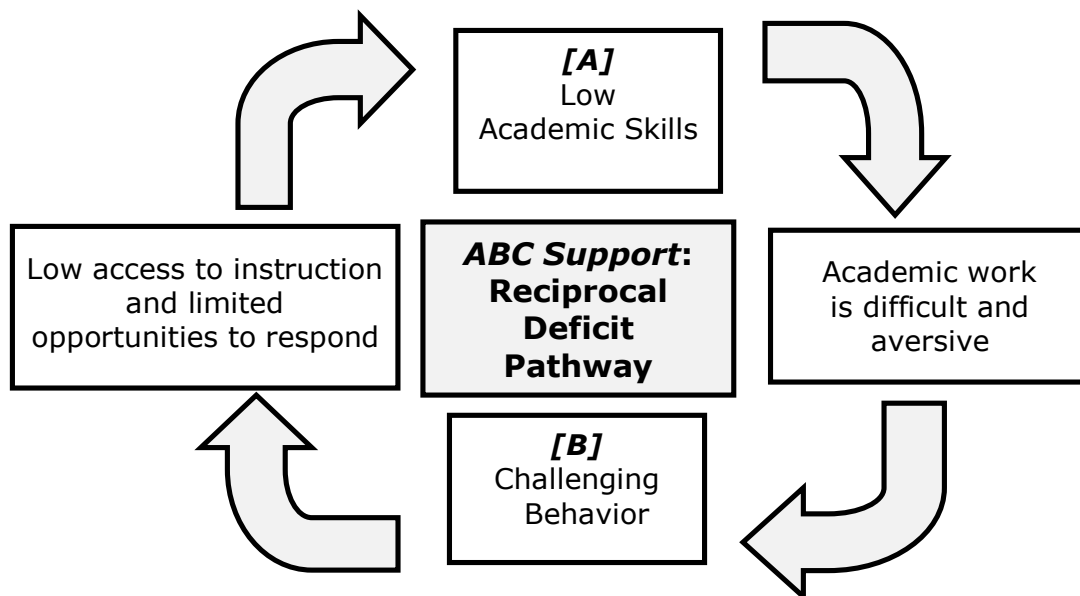 [A]
Low
Academic Skills
Low access to instruction
and limited
opportunities to respond
ABC Support:
Reciprocal
Deficit
Pathway
Academic work
is difficult and
aversive
[B]
Challenging
Behavior